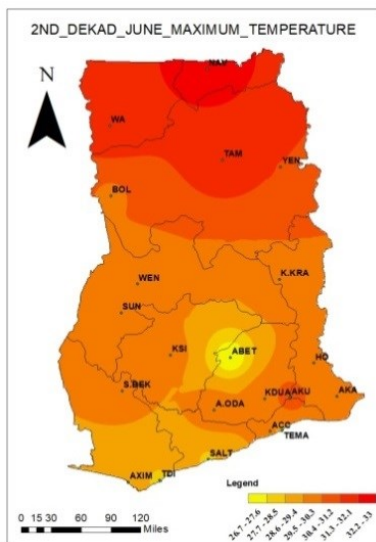 2ND_DEKAD_JUNE_MAXIMUM_TEMPERATURE
N
NAV
WA
TAM
YEN
BOL
WEN
K.KRA
SUN
KSI
ABET
HO
S.BEK
KDUA
AKU
AKA
A.ODA
ACC
TEMA
SALT
AXIM
TDI
Legend
0 15 30 60 90 120
Miles
26.7 - 27.6
27.7 - 28.5
28.6 - 29.4
29.5 - 30.3
30.4 - 31.2
31.3 - 32.1
32.2 - 33